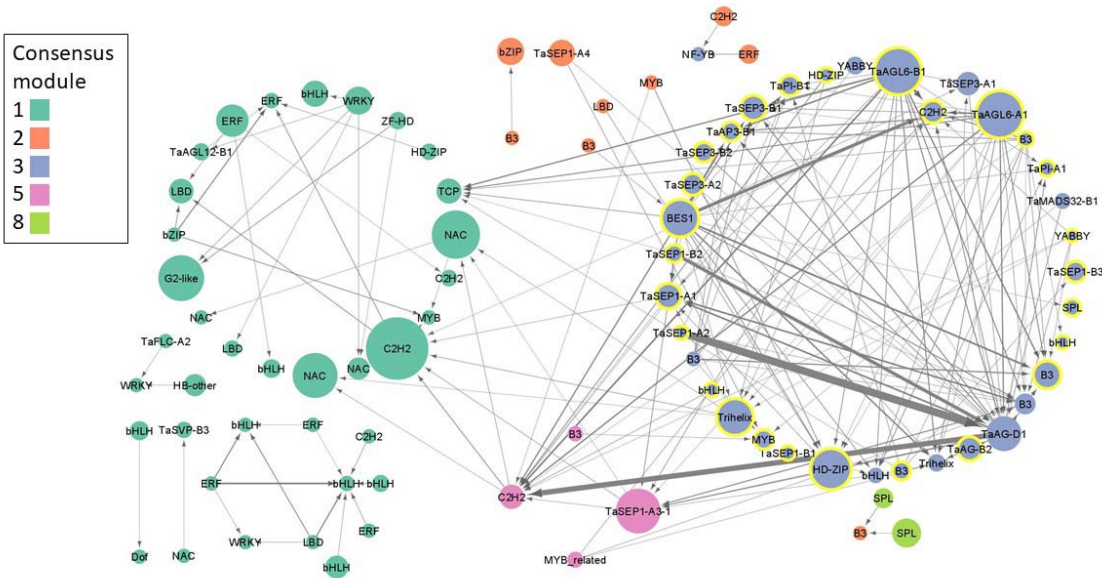 Consensus
module
1
2
3
5
8
C2H2
bZIP
TaSEP1-A4
NF-YB
ERF
YABBY
TaAGL6-B1
HD-ZIP
TaSEP3-A1
TaPI-B1
MYB
bHLH
WRKY
ERF
LBD
TaSEP3-B1
C2H2
TaAGL6-A1
ERF
ZF-HD
TaAP3-B1
B3
B3
B3
TaAGL12-B1
HD-ZIP
TaSEP3-B2
TaPI-A1
LBD
TCP
TaSEP3-A2
TaMADS32-B1
BES1
bZIP
NAC
YABBY
TaSEP1-B2
G2-like
C2H2
TaSEP1-B3
TaSEP1-A1
SPL
NAC
MYB
TaSEP1-A2
TaFLC-A2
LBD
C2H2
bHLH
B3
bHLH
NAC
NAC
B3
WRKY
HB-other
bHLH
B3
Trihelix
bHLH
TaSVP-B3
bHLH
ERF
C2H2
B3
MYB
TaAG-D1
TaSEP1-B1
TaAG-B2
HD-ZIP
bHLH
B3
Trihelix
ERF
bHLH
bHLH
C2H2
TaSEP1-A3-1
SPL
ERF
SPL
B3
WRKY
LBD
Dof
NAC
bHLH
MYB_related